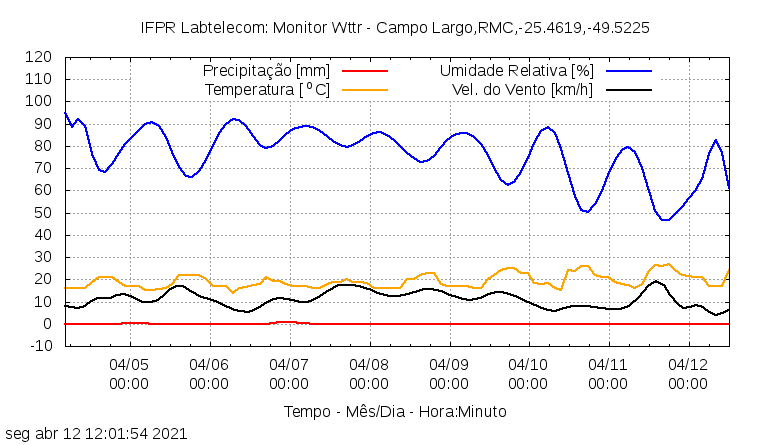 IFPR Labtelecom: Monitor Wttr - Campo Largo,RMC,-25.4619,-49.5225
120
110
100
90
80
70
60
50
40
30
20
10
0
-10
Precipitação [mm]
Temperatura [ºC]
Umidade Relativa [%]
Vel. do Vento [km/h]
04/05 04/06 04/07 04/08 04/09 04/10 04/11 04/12
00:00 00:00 00:00 00:00 00:00 00:00 00:00 00:00
Tempo - Mês/Dia - Hora:Minuto
seg abr 12 12:01:54 2021